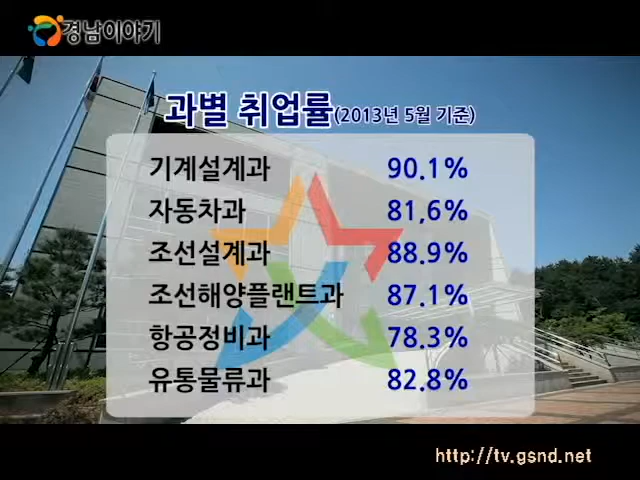 경남이야기
과별 취업률(2013년 5월 기준)
기계설계과 90.1%
자동차과 81,6%
조선설계과 88.9%
조선해양플랜트과 87.1%
항공정비과 78.3%
유통물류과 82.8%
http://tv.gsnd.net